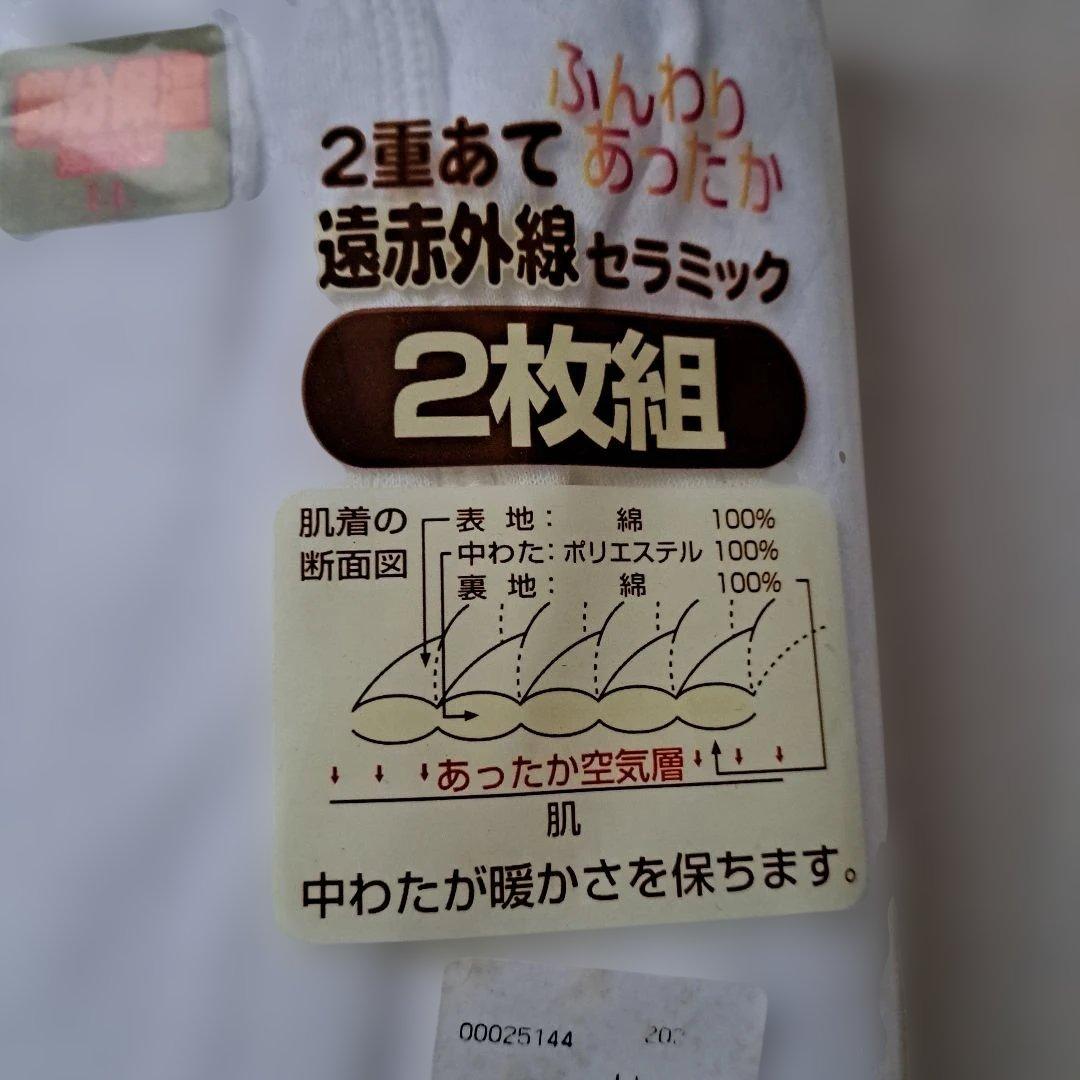 ふんわり
あったか
2重あて
遠赤外線 セラミック
2枚組
肌着の
断面図
表地： 綿 100%
中わた：ポリエステル 100%
裏地： 綿 100%
あったか空気層
肌
中わたが暖かさを保ちます。
00025144